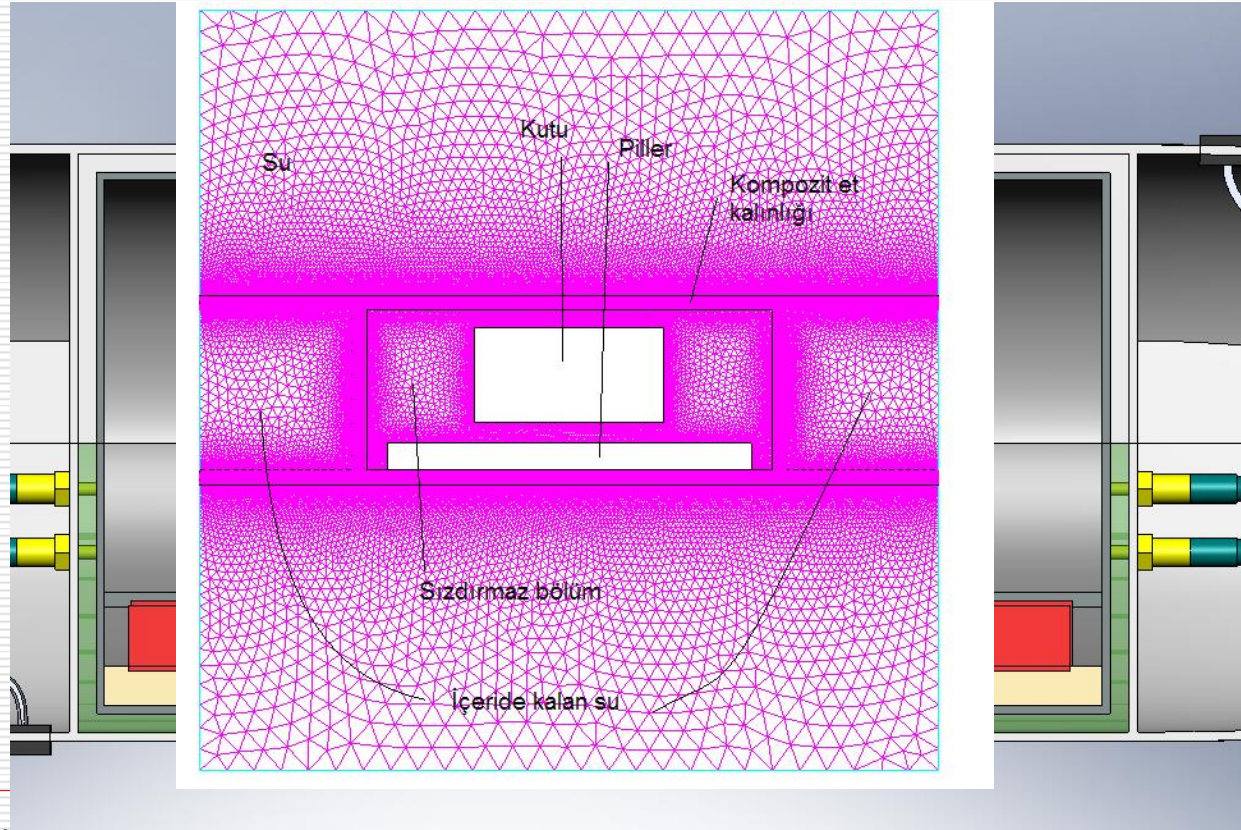 Kutu
Piller
Su
Kompozit et
kalınlığı
Sızdırmaz bölüm
İçeride kalan su